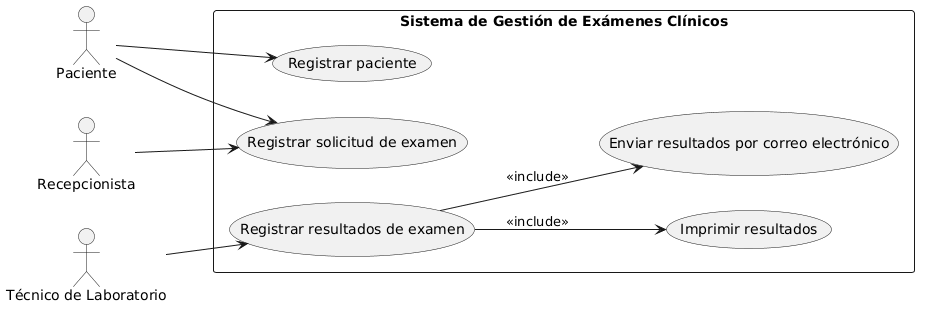 Sistema de Gestión de Exámenes Clínicos
Paciente
Registrar paciente
Registrar solicitud de examen
Enviar resultados por correo electrónico
Recepcionista
«include»
«include»
Registrar resultados de examen
Imprimir resultados
Técnico de Laboratorio